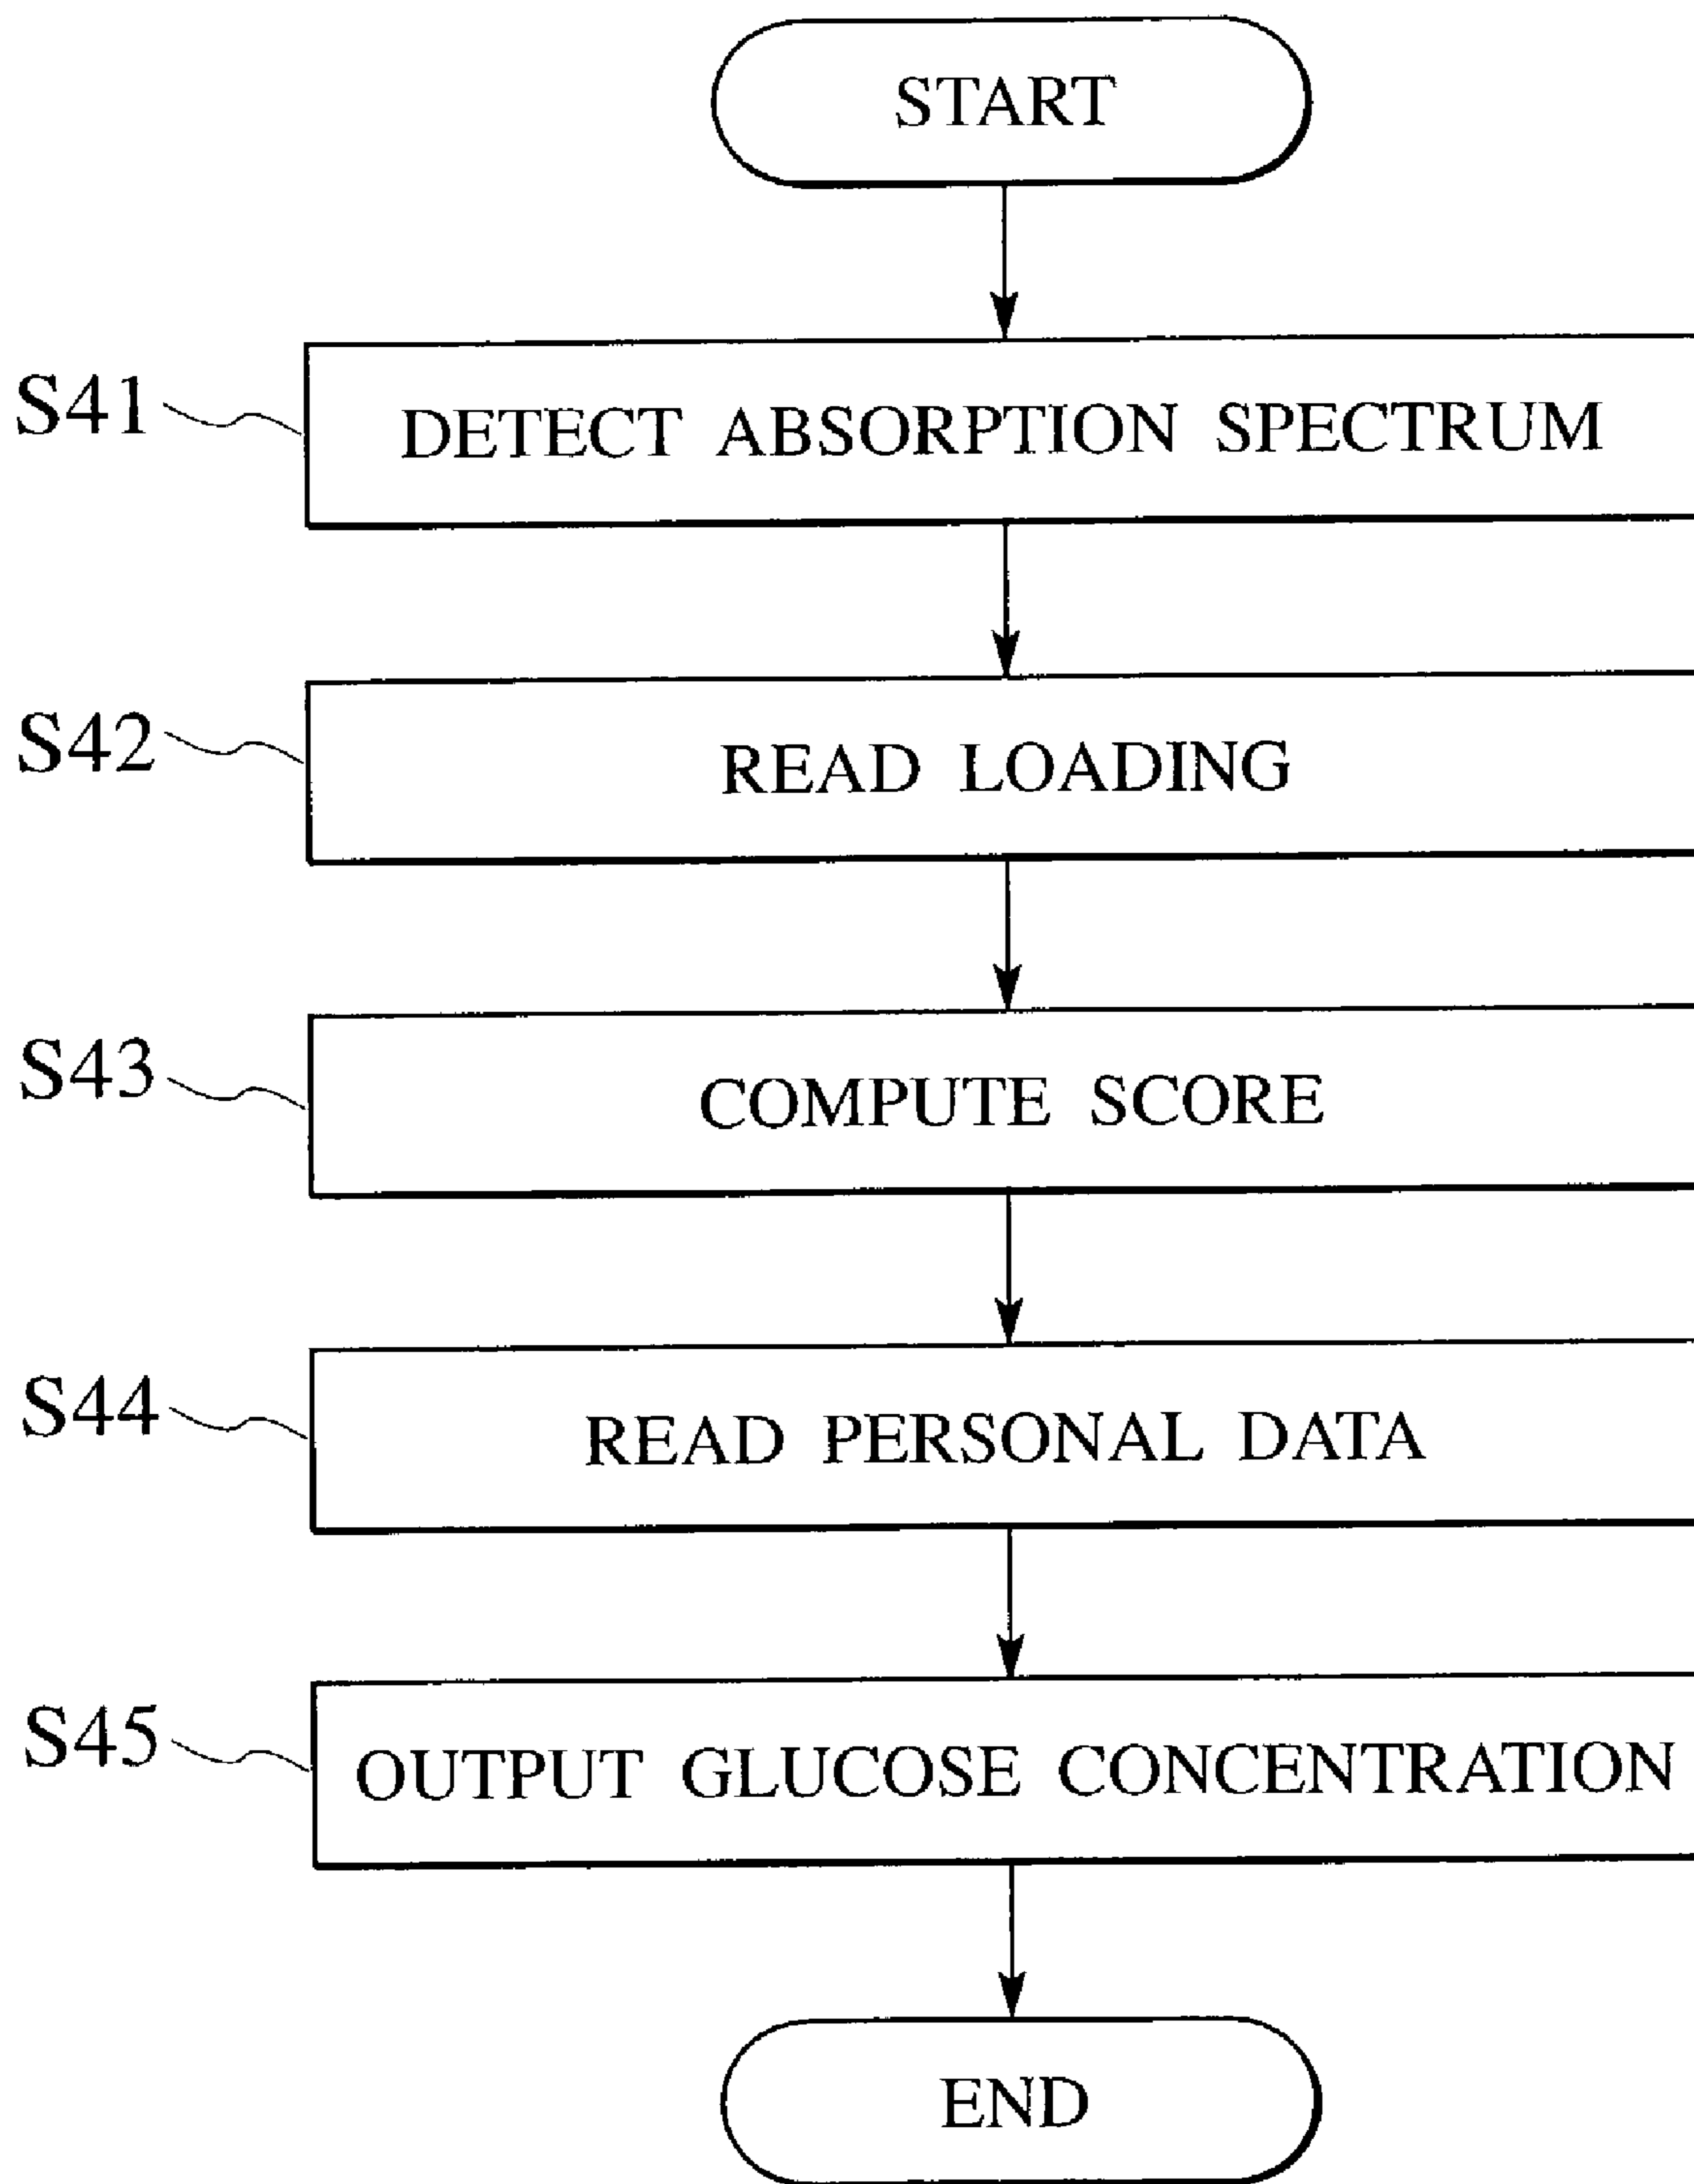 START
S41 DETECT ABSORPTION SPECTRUM
S42 READ LOADING
S43 COMPUTE SCORE
S44 READ PERSONAL DATA
S45 OUTPUT GLUCOSE CONCENTRATION
END